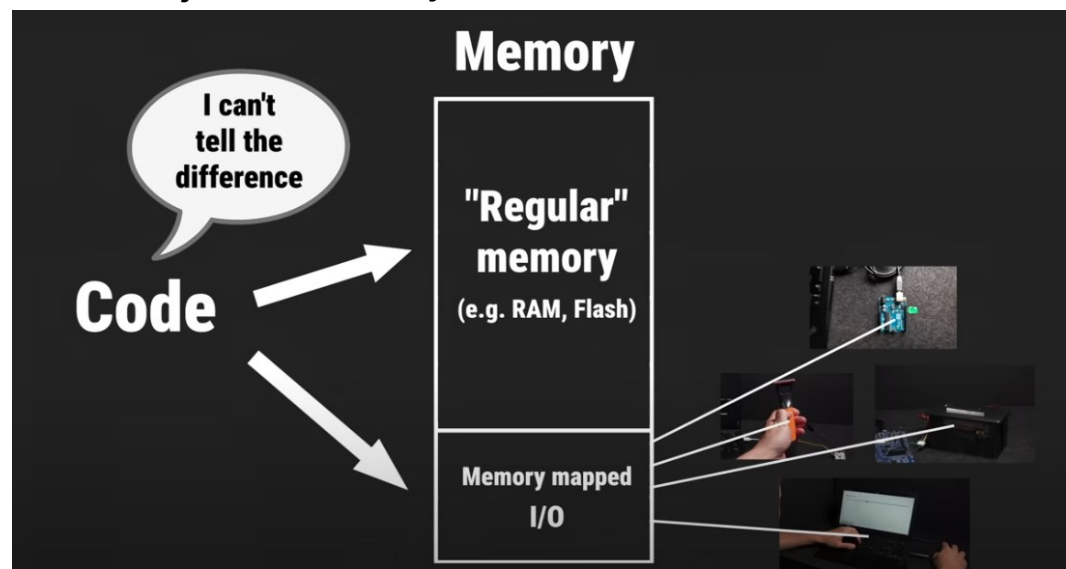 Memory
I can't
tell the
difference
Code
"Regular"
memory
(e.g. RAM, Flash)
Memory mapped
I/O